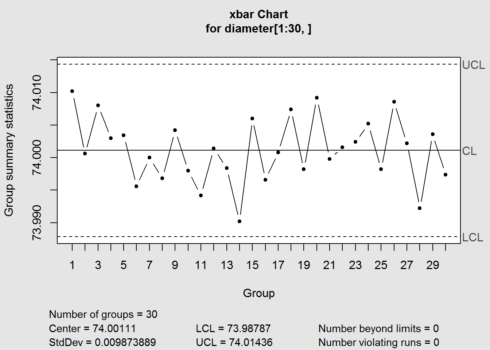 xbar Chart
for diameter[1:30, ]
Group summary statistics
74.010
74.000
73.990
UCL
CL
LCL
1 3 5 7 9 11 13 15 17 19 21 23 25 27 29
Group
Number of groups = 30
Center = 74.00111 LCL = 73.98787 Number beyond limits = 0
StdDev = 0.009873889 UCL = 74.01436 Number violating runs = 0